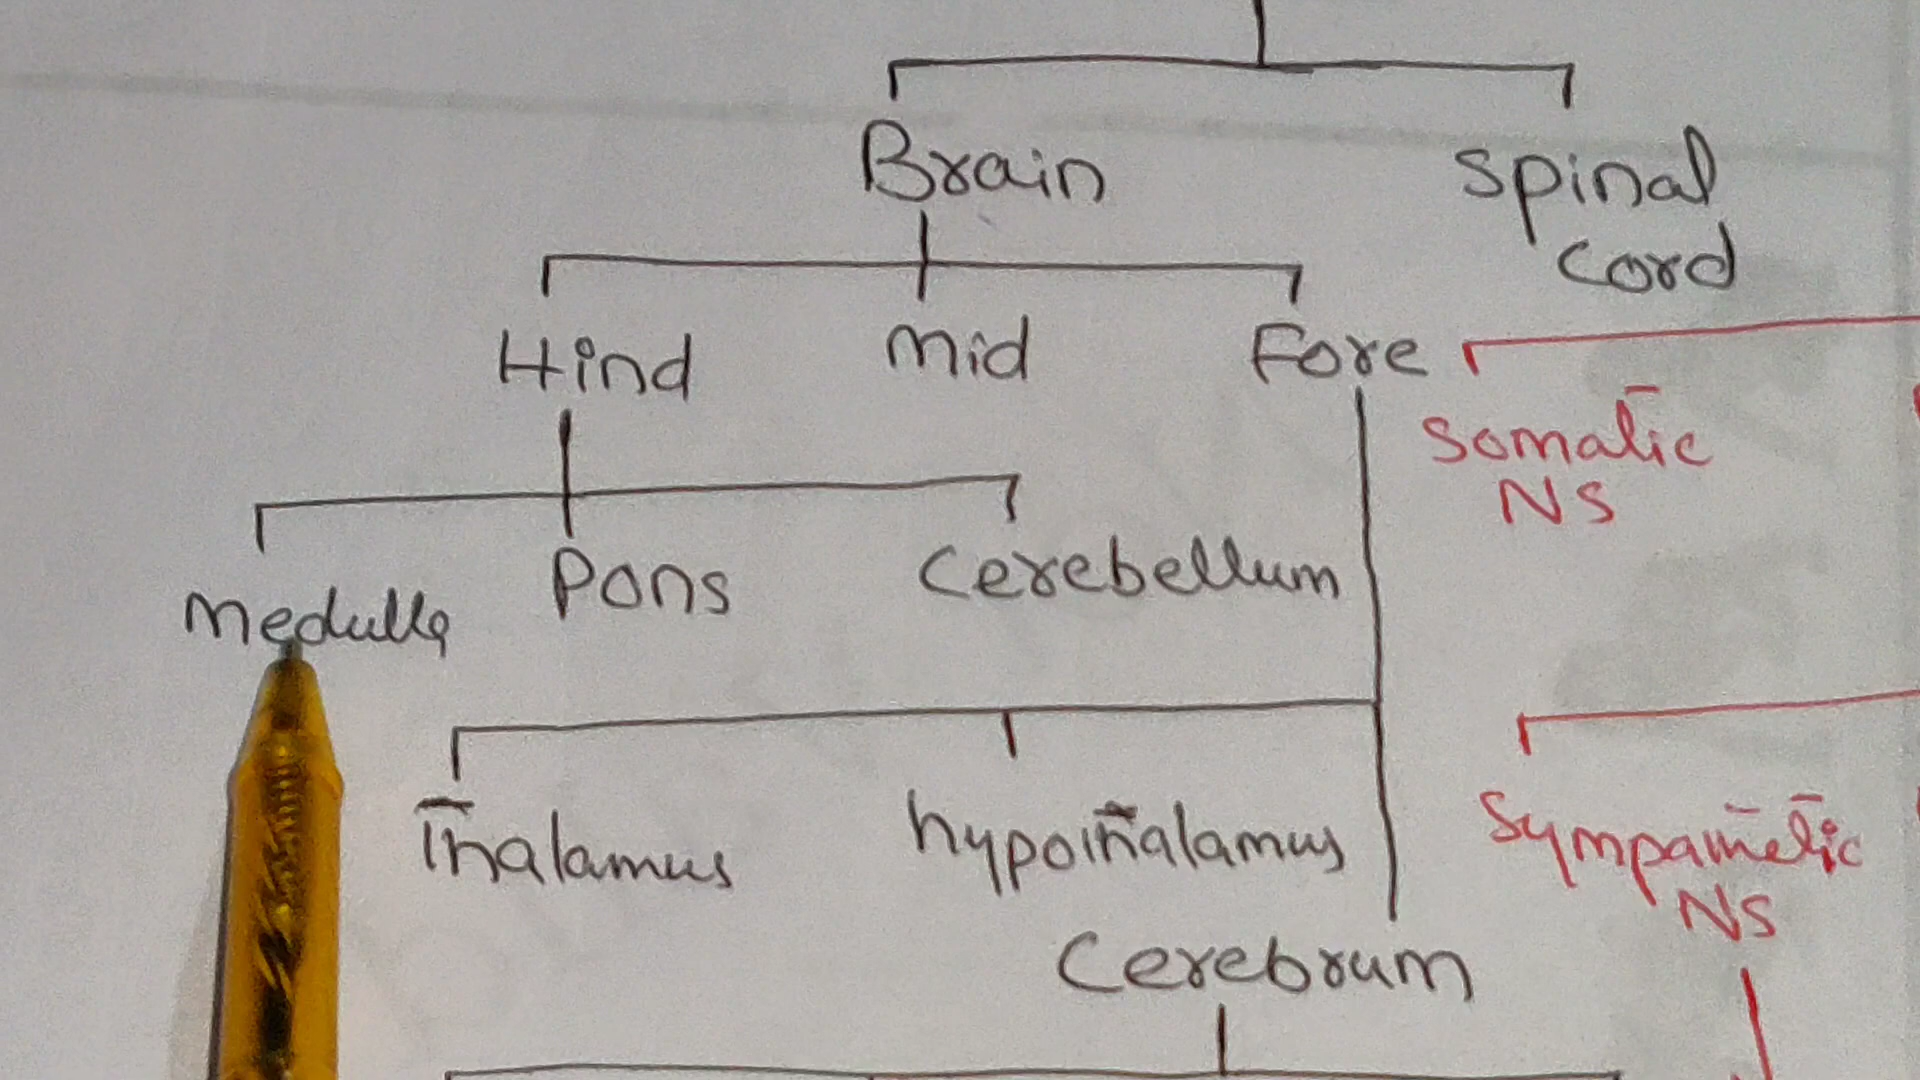 Brain
Spinal
Cord
Hind
Mid
Fore
Somatic
NS
Medulla
Pons
Cerebellum
Thalamus
hypothalamus
Sympathetic
NS
Cerebrum